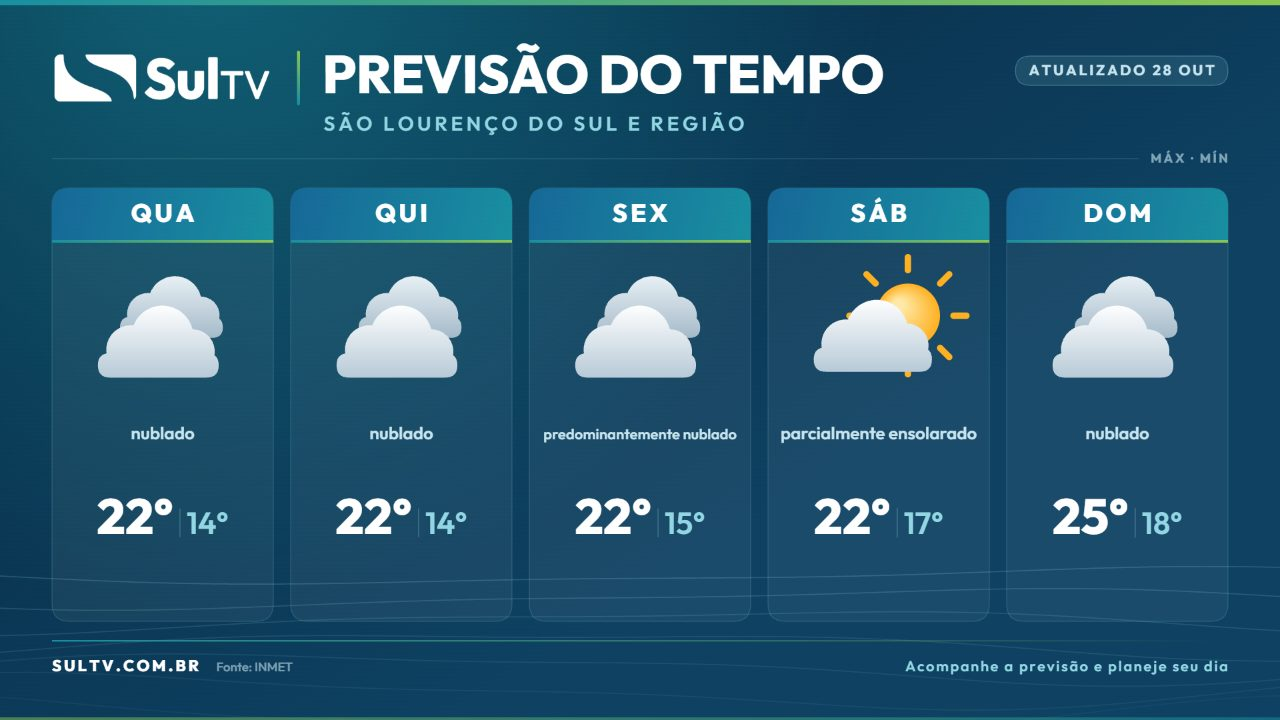 SulTV
PREVISÃO DO TEMPO
SÃO LOURENÇO DO SUL E REGIÃO
ATUALIZADO 28 OUT
MÁX · MÍN
QUA
nublado
22° 14°
QUI
nublado
22° 14°
SEX
predominantemente nublado
22° 15°
SÁB
parcialmente ensolarado
22° 17°
DOM
nublado
25° 18°
SULTV.COM.BR Fonte: INMET
Acompanhe a previsão e planeje seu dia